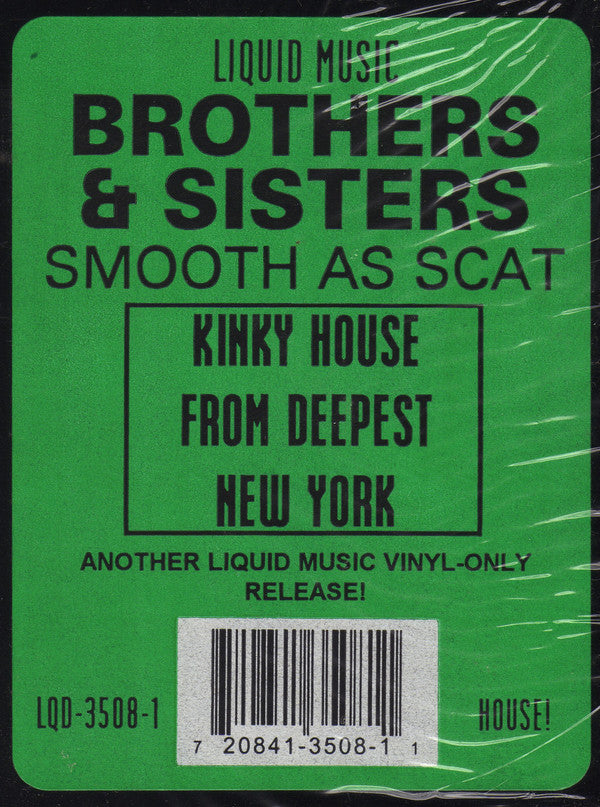 LIQUID MUSIC
BROTHERS
& SISTERS
SMOOTH AS SCAT
KINKY HOUSE
FROM DEEPEST
NEW YORK
ANOTHER LIQUID MUSIC VINYL-ONLY
RELEASE!
LQD-3508-1
HOUSE!
7 20841-3508-1 1